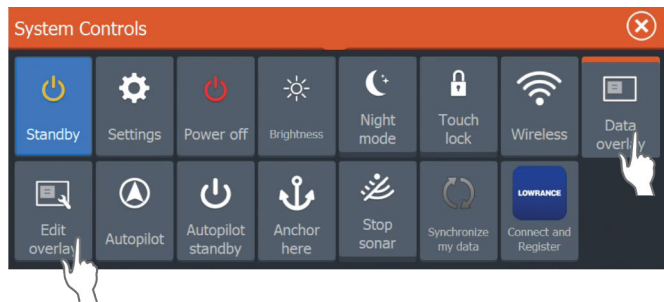 System Controls
Standby
Settings
Power off
Brightness
Night
mode
Touch
lock
Wireless
Data
overlay
Edit
overlay
Autopilot
Autopilot
standby
Anchor
here
Stop
sonar
Synchronize
my data
LOWRANCE
Connect and
Register